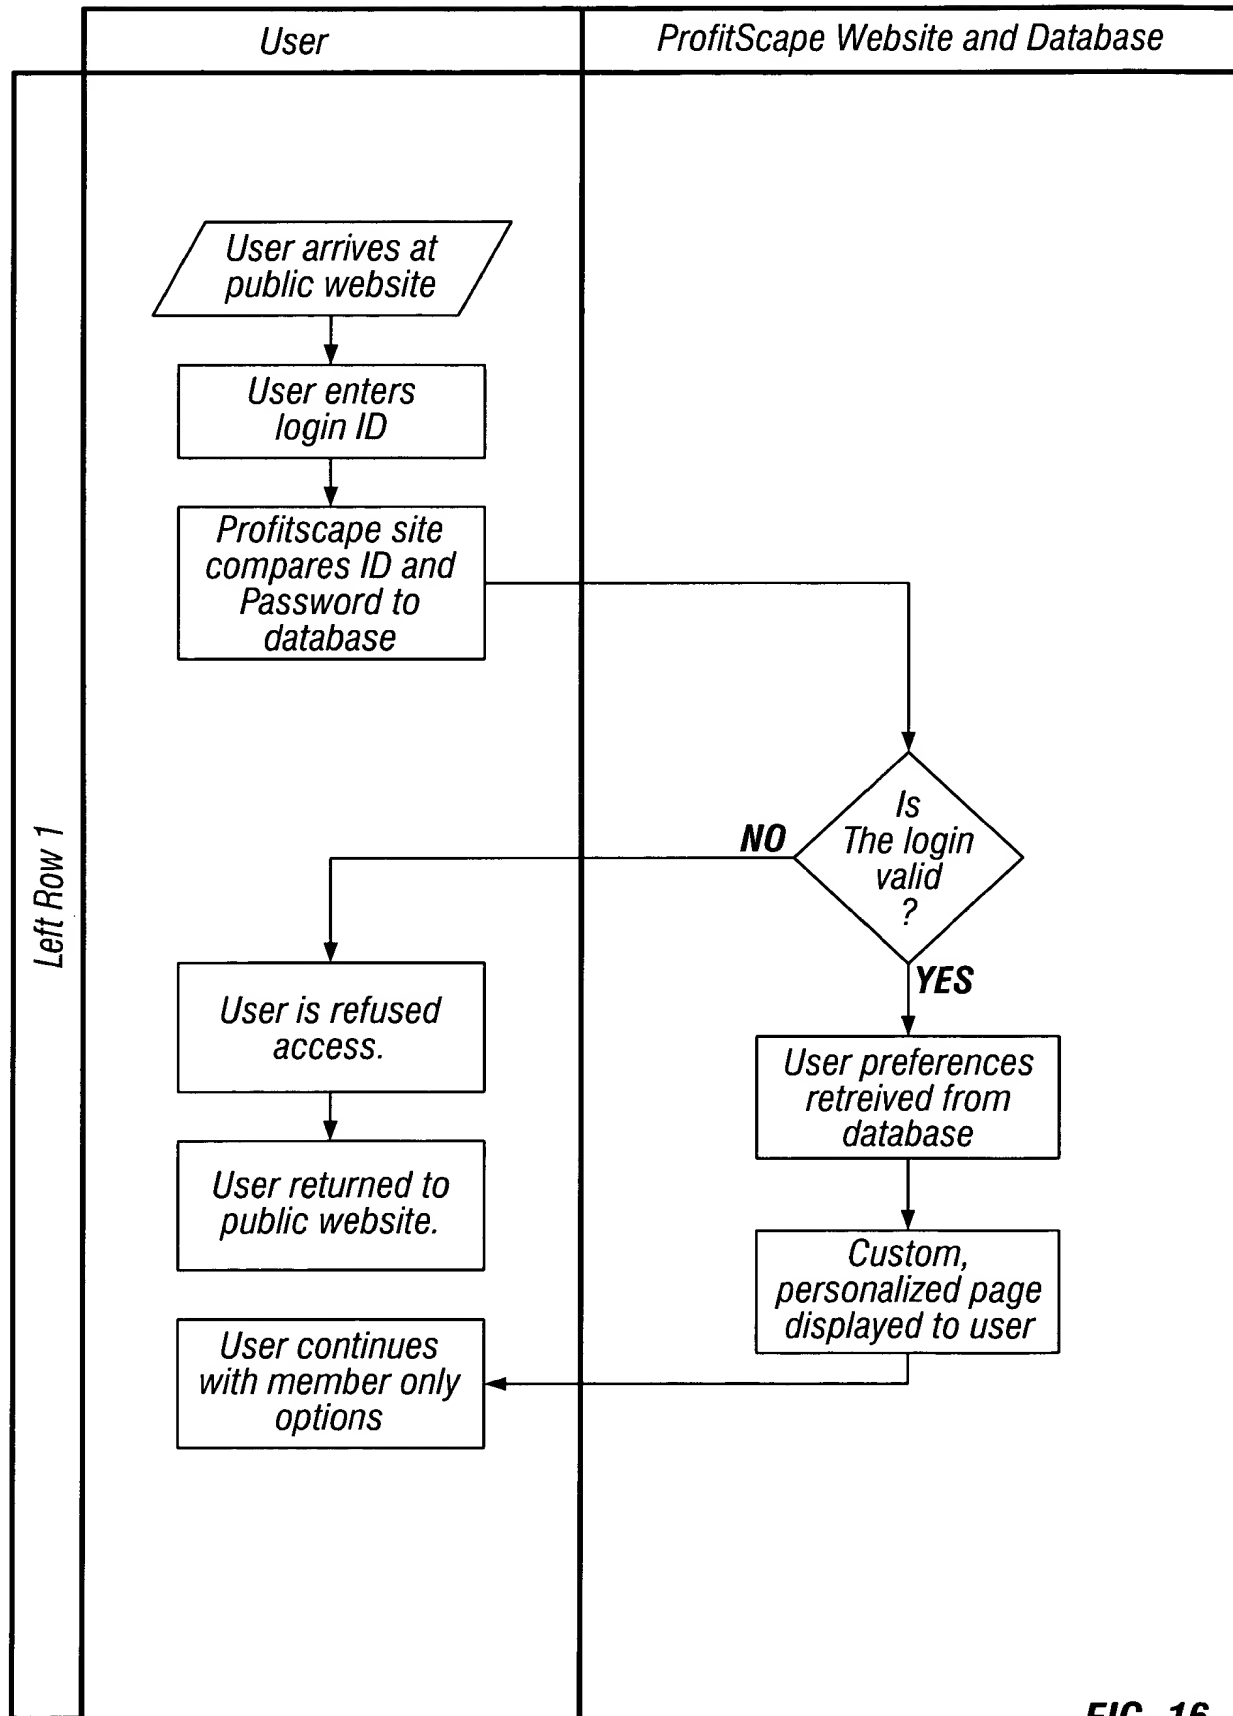 User
ProfitScape Website and Database
Left Row 1
User arrives at
public website
User enters
login ID
Profitscape site
compares ID and
Password to
database
Is
The login
valid
?
NO
YES
User is refused
access.
User preferences
retreived from
database
User returned to
public website.
Custom,
personalized page
displayed to user
User continues
with member only
options
FIG. 16